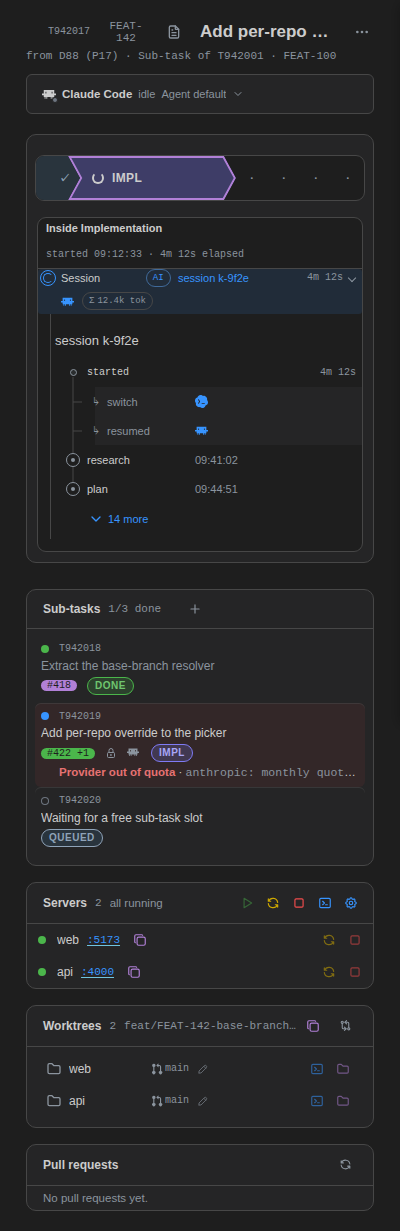 T942017 FEAT-142 Add per-repo …
from D88 (P17) · Sub-task of T942001 · FEAT-100
Claude Code idle Agent default
✓ IMPL
Inside Implementation
started 09:12:33 · 4m 12s elapsed
Session AI session k-9f2e 4m 12s
Σ 12.4k tok
session k-9f2e
started 4m 12s
↳ switch
↳ resumed
research 09:41:02
plan 09:44:51
14 more
Sub-tasks 1/3 done
T942018
Extract the base-branch resolver
#418 DONE
T942019
Add per-repo override to the picker
#422 +1 IMPL
Provider out of quota · anthropic: monthly quot…
T942020
Waiting for a free sub-task slot
QUEUED
Servers 2 all running
web :5173
api :4000
Worktrees 2 feat/FEAT-142-base-branch…
web main
api main
Pull requests
No pull requests yet.